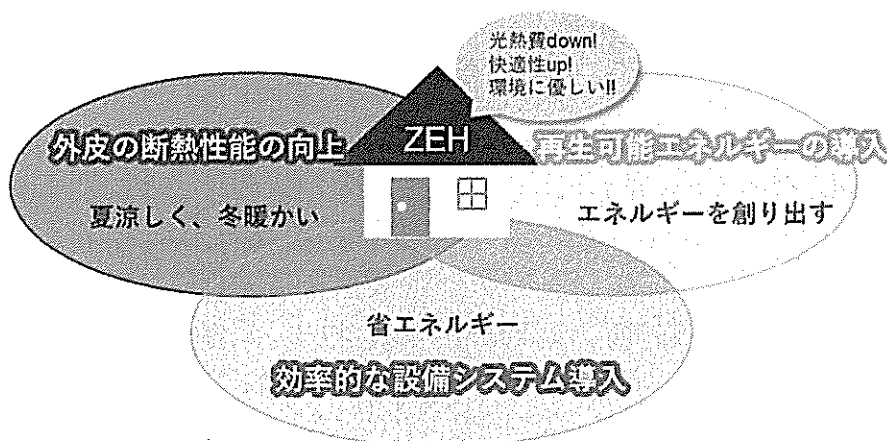 光熱費down!
快適性up!
環境に優しい!!
ZEH
外皮の断熱性能の向上
夏涼しく、冬暖かい
再生可能エネルギーの導入
エネルギーを創り出す
省エネルギー
効率的な設備システム導入